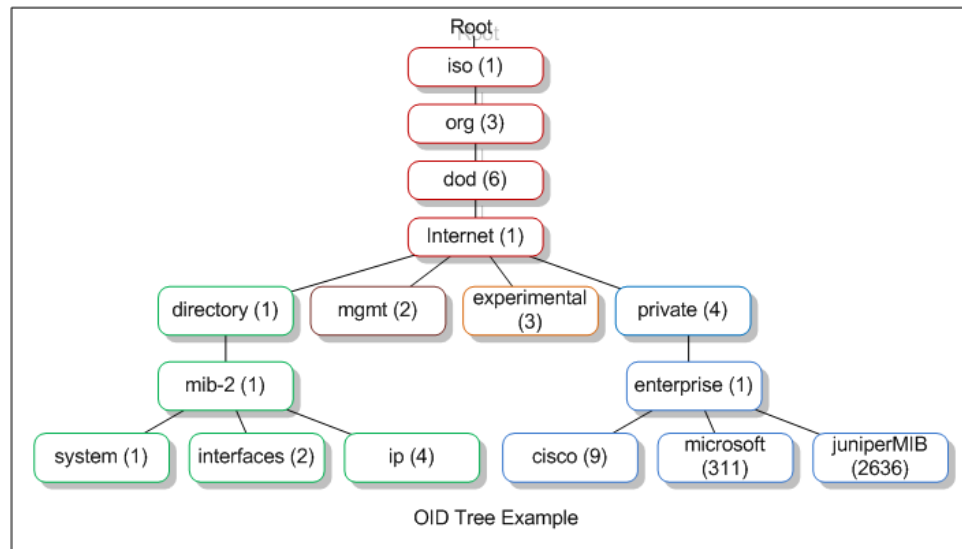 Root
iso (1)
org (3)
dod (6)
Internet (1)
directory (1)
mgmt (2)
experimental
(3)
private (4)
mib-2 (1)
enterprise (1)
system (1)
interfaces (2)
ip (4)
cisco (9)
microsoft
(311)
juniperMIB
(2636)
OID Tree Example